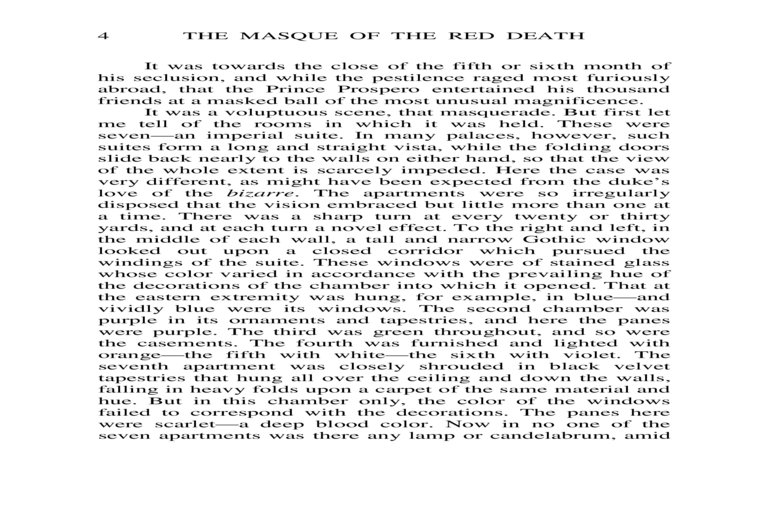 4 THE MASQUE OF THE RED DEATH
It was towards the close of the fifth or sixth month of
his seclusion, and while the pestilence raged most furiously
abroad, that the Prince Prospero entertained his thousand
friends at a masked ball of the most unusual magnificence.
It was a voluptuous scene, that masquerade. But first let
me tell of the rooms in which it was held. These were
seven—an imperial suite. In many palaces, however, such
suites form a long and straight vista, while the folding doors
slide back nearly to the walls on either hand, so that the view
of the whole extent is scarcely impeded. Here the case was
very different, as might have been expected from the duke's
love of the bizarre. The apartments were so irregularly
disposed that the vision embraced but little more than one at
a time. There was a sharp turn at every twenty or thirty
yards, and at each turn a novel effect. To the right and left, in
the middle of each wall, a tall and narrow Gothic window
looked out upon a closed corridor which pursued the
windings of the suite. These windows were of stained glass
whose color varied in accordance with the prevailing hue of
the decorations of the chamber into which it opened. That at
the eastern extremity was hung, for example, in blue—and
vividly blue were its windows. The second chamber was
purple in its ornaments and tapestries, and here the panes
were purple. The third was green throughout, and so were
the casements. The fourth was furnished and lighted with
orange—the fifth with white—the sixth with violet. The
seventh apartment was closely shrouded in black velvet
tapestries that hung all over the ceiling and down the walls,
falling in heavy folds upon a carpet of the same material and
hue. But in this chamber only, the color of the windows
failed to correspond with the decorations. The panes here
were scarlet—a deep blood color. Now in no one of the
seven apartments was there any lamp or candelabrum, amid